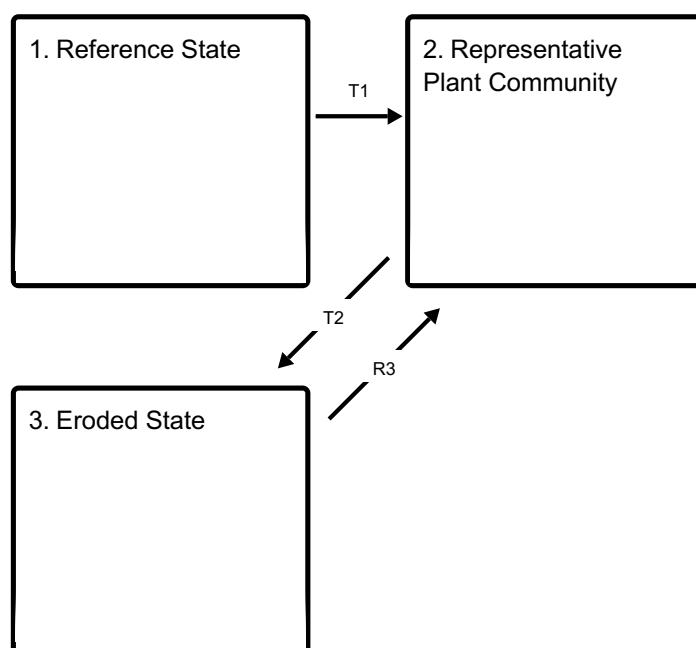 1. Reference State
2. Representative
Plant Community
T1
T2
R3
3. Eroded State